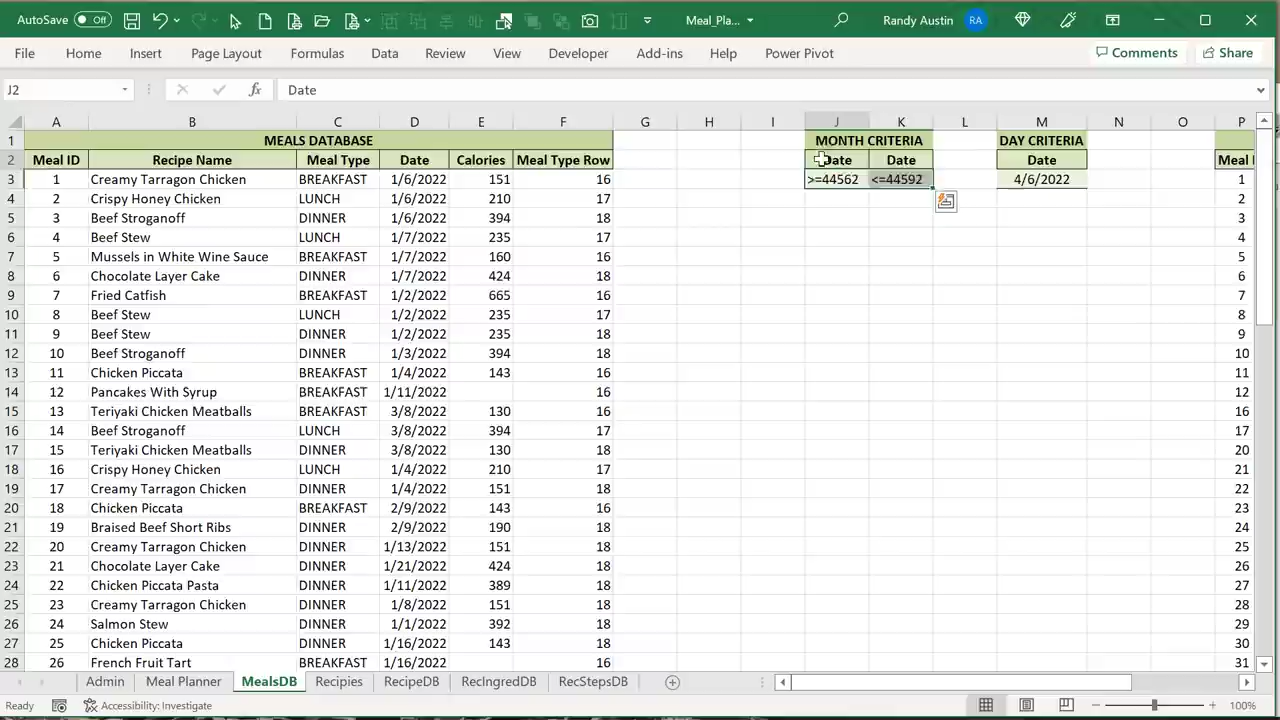 AutoSave Off Meal_Pla... Randy Austin RA
File Home Insert Page Layout Formulas Data Review View Developer Add-ins Help Power Pivot Comments Share
J2 fx Date
A B C D E F G H I J K L M N O P
1 MEALS DATABASE MONTH CRITERIA DAY CRITERIA
2 Meal ID Recipe Name Meal Type Date Calories Meal Type Row Date Date Date Meal
3 1 Creamy Tarragon Chicken BREAKFAST 1/6/2022 151 16 >=44562 <=44592 4/6/2022 1
4 2 Crispy Honey Chicken LUNCH 1/6/2022 210 17 2
5 3 Beef Stroganoff DINNER 1/6/2022 394 18 3
6 4 Beef Stew LUNCH 1/7/2022 235 17 4
7 5 Mussels in White Wine Sauce BREAKFAST 1/7/2022 160 16 5
8 6 Chocolate Layer Cake DINNER 1/7/2022 424 18 6
9 7 Fried Catfish BREAKFAST 1/2/2022 665 16 7
10 8 Beef Stew LUNCH 1/2/2022 235 17 8
11 9 Beef Stew DINNER 1/2/2022 235 18 9
12 10 Beef Stroganoff DINNER 1/3/2022 394 18 10
13 11 Chicken Piccata BREAKFAST 1/4/2022 143 16 11
14 12 Pancakes With Syrup BREAKFAST 1/11/2022 16 12
15 13 Teriyaki Chicken Meatballs BREAKFAST 3/8/2022 130 16 16
16 14 Beef Stroganoff LUNCH 3/8/2022 394 17 20
17 15 Teriyaki Chicken Meatballs DINNER 3/8/2022 130 18 21
18 16 Crispy Honey Chicken LUNCH 1/4/2022 210 17 22
19 17 Creamy Tarragon Chicken DINNER 1/4/2022 151 18 23
20 18 Chicken Piccata BREAKFAST 2/9/2022 143 16 24
21 19 Braised Beef Short Ribs DINNER 2/9/2022 190 18 25
22 20 Creamy Tarragon Chicken DINNER 1/13/2022 151 18 26
23 21 Chocolate Layer Cake DINNER 1/21/2022 424 18 27
24 22 Chicken Piccata Pasta DINNER 1/11/2022 389 18 28
25 23 Creamy Tarragon Chicken DINNER 1/8/2022 151 18 29
26 24 Salmon Stew DINNER 1/1/2022 392 18 29
27 25 Chicken Piccata DINNER 1/16/2022 143 18 30
28 26 French Fruit Tart BREAKFAST 1/16/2022 16 31
Admin Meal Planner MealsDB Recipies RecipeDB RecIngredDB RecStepsDB
Ready Accessibility: Investigate 100%